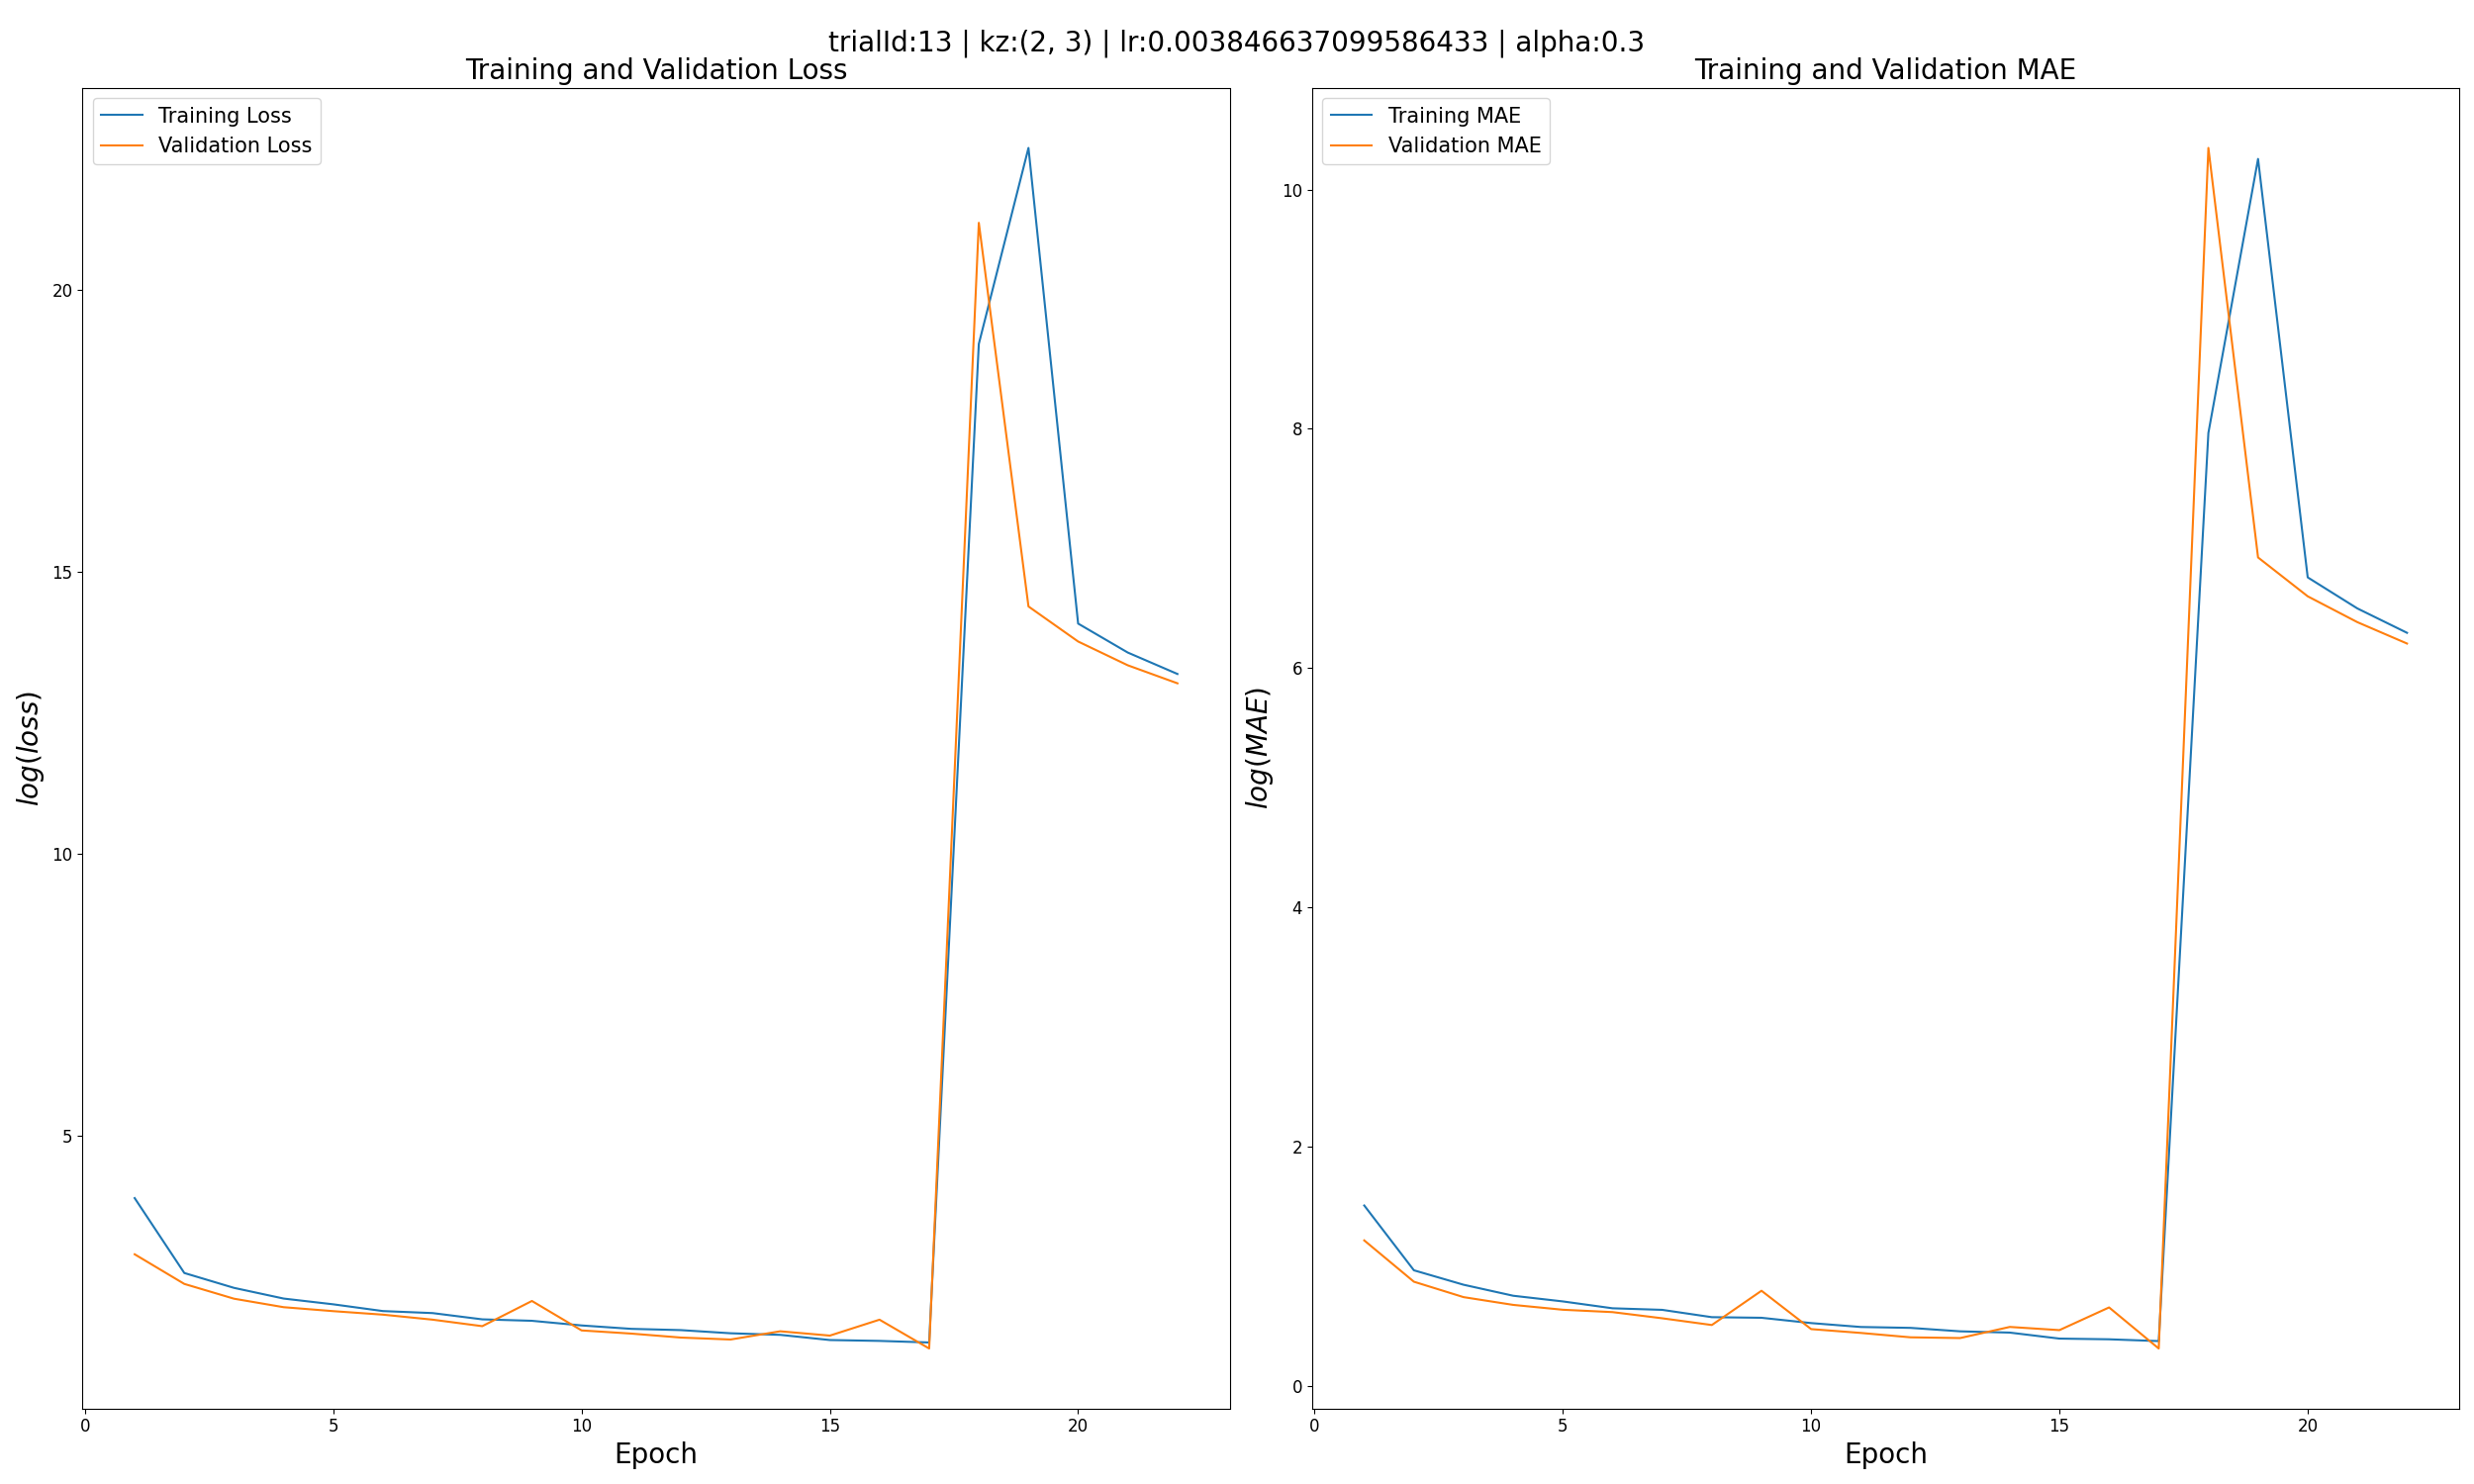 trialId:13 | kz:(2, 3) | lr:0.003846637099586433 | alpha:0.3
Training and Validation Loss
Training Loss
Validation Loss
20
15
10
5
log(loss)
0 5 10 15 20
Epoch
Training and Validation MAE
Training MAE
Validation MAE
10
8
6
4
2
0
log(MAE)
0 5 10 15 20
Epoch